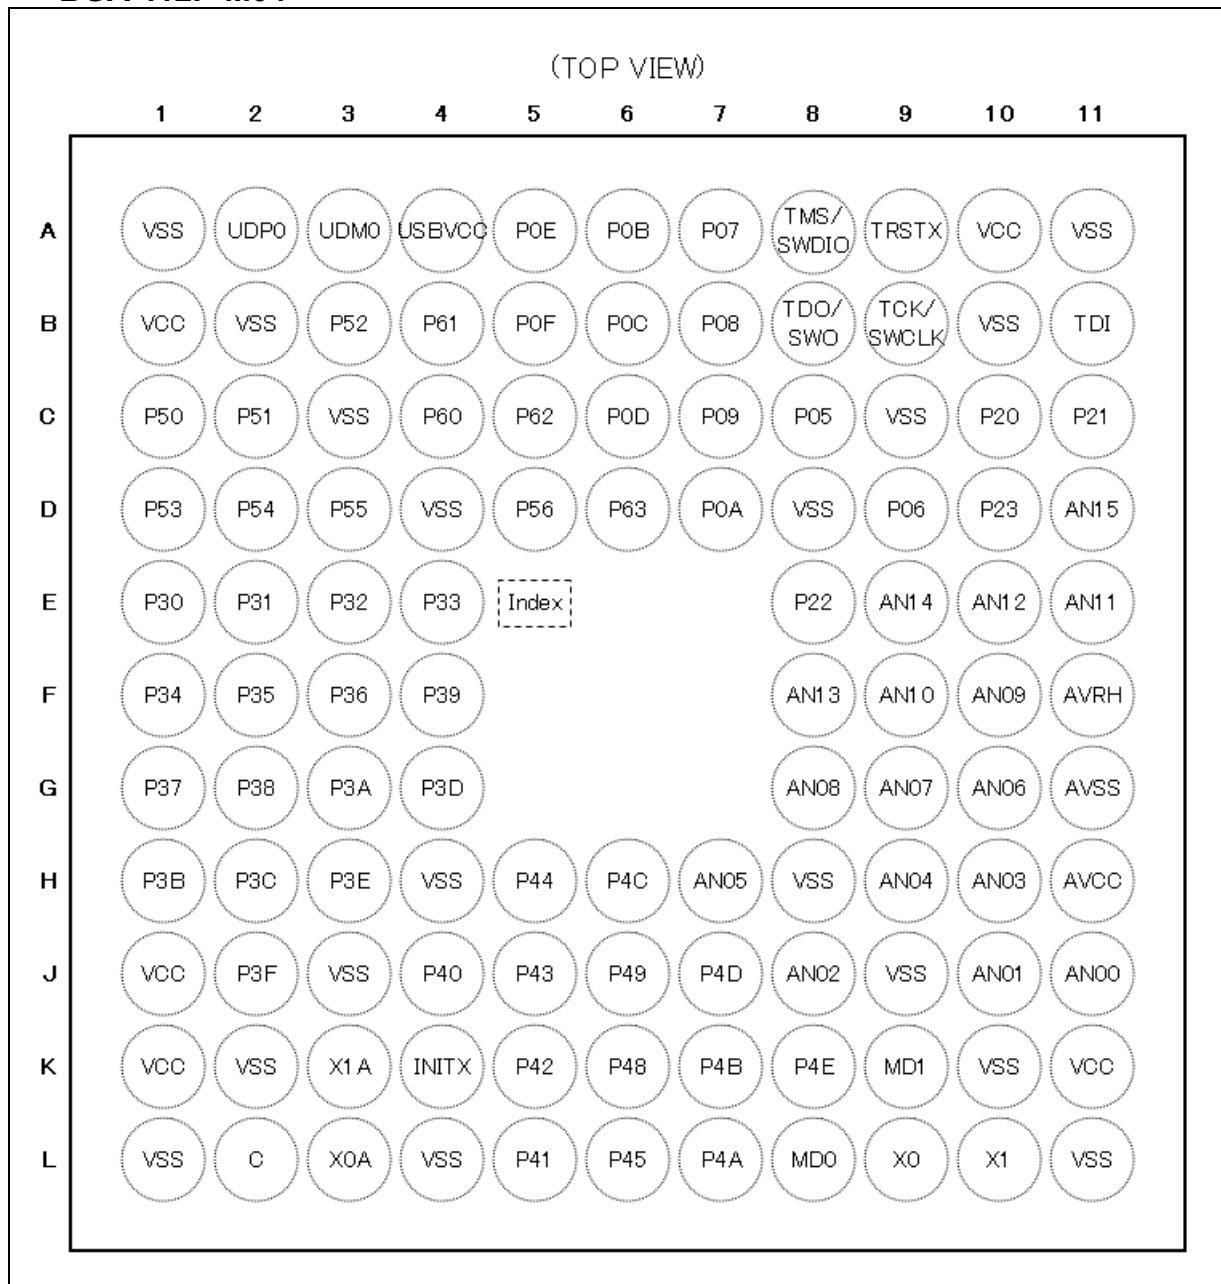 (TOP VIEW)
1 2 3 4 5 6 7 8 9 10 11
A VSS UDP0 UDM0 USBVCC P0E P0B P07 TMS/SWDIO TRSTX VCC VSS
B VCC VSS P52 P61 P0F P0C P08 TDO/SWO TCK/SWCLK VSS TDI
C P50 P51 VSS P60 P62 P0D P09 P05 VSS P20 P21
D P53 P54 P55 VSS P56 P63 P0A VSS P06 P23 AN15
E P30 P31 P32 P33 Index P22 AN14 AN12 AN11
F P34 P35 P36 P39 AN13 AN10 AN09 AVRH
G P37 P38 P3A P3D AN08 AN07 AN06 AVSS
H P3B P3C P3E VSS P44 P4C AN05 VSS AN04 AN03 AVCC
J VCC P3F VSS P40 P43 P49 P4D AN02 VSS AN01 AN00
K VCC VSS X1A INITX P42 P48 P4B P4E MD1 VSS VCC
L VSS C X0A VSS P41 P45 P4A MD0 X0 X1 VSS